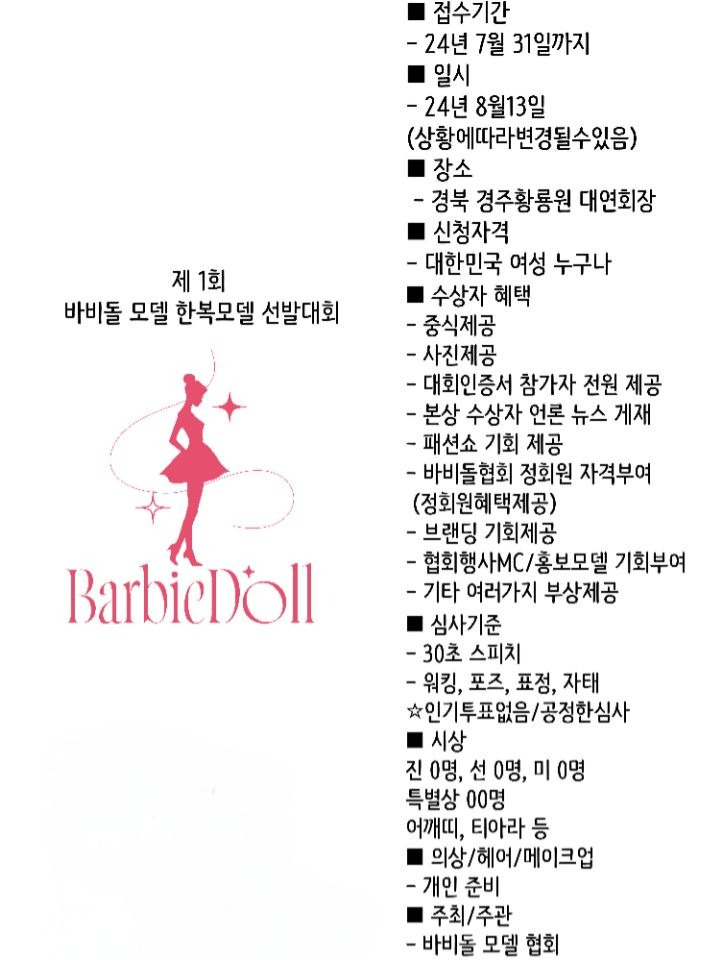 제 1회
바비돌 모델 한복모델 선발대회
BarbieDoll
■ 접수기간
- 24년 7월 31일까지
■ 일시
- 24년 8월13일
(상황에따라변경될수있음)
■ 장소
- 경북 경주황룡원 대연회장
■ 신청자격
- 대한민국 여성 누구나
■ 수상자 혜택
- 중식제공
- 사진제공
- 대회인증서 참가자 전원 제공
- 본상 수상자 언론 뉴스 게재
- 패션쇼 기회 제공
- 바비돌협회 정회원 자격부여
(정회원혜택제공)
- 브랜딩 기회제공
- 협회행사MC/홍보모델 기회부여
- 기타 여러가지 부상제공
■ 심사기준
- 30초 스피치
- 워킹, 포즈, 표정, 자태
☆인기투표없음/공정한심사
■ 시상
진 0명, 선 0명, 미 0명
특별상 00명
어깨띠, 티아라 등
■ 의상/헤어/메이크업
- 개인 준비
■ 주최/주관
- 바비돌 모델 협회